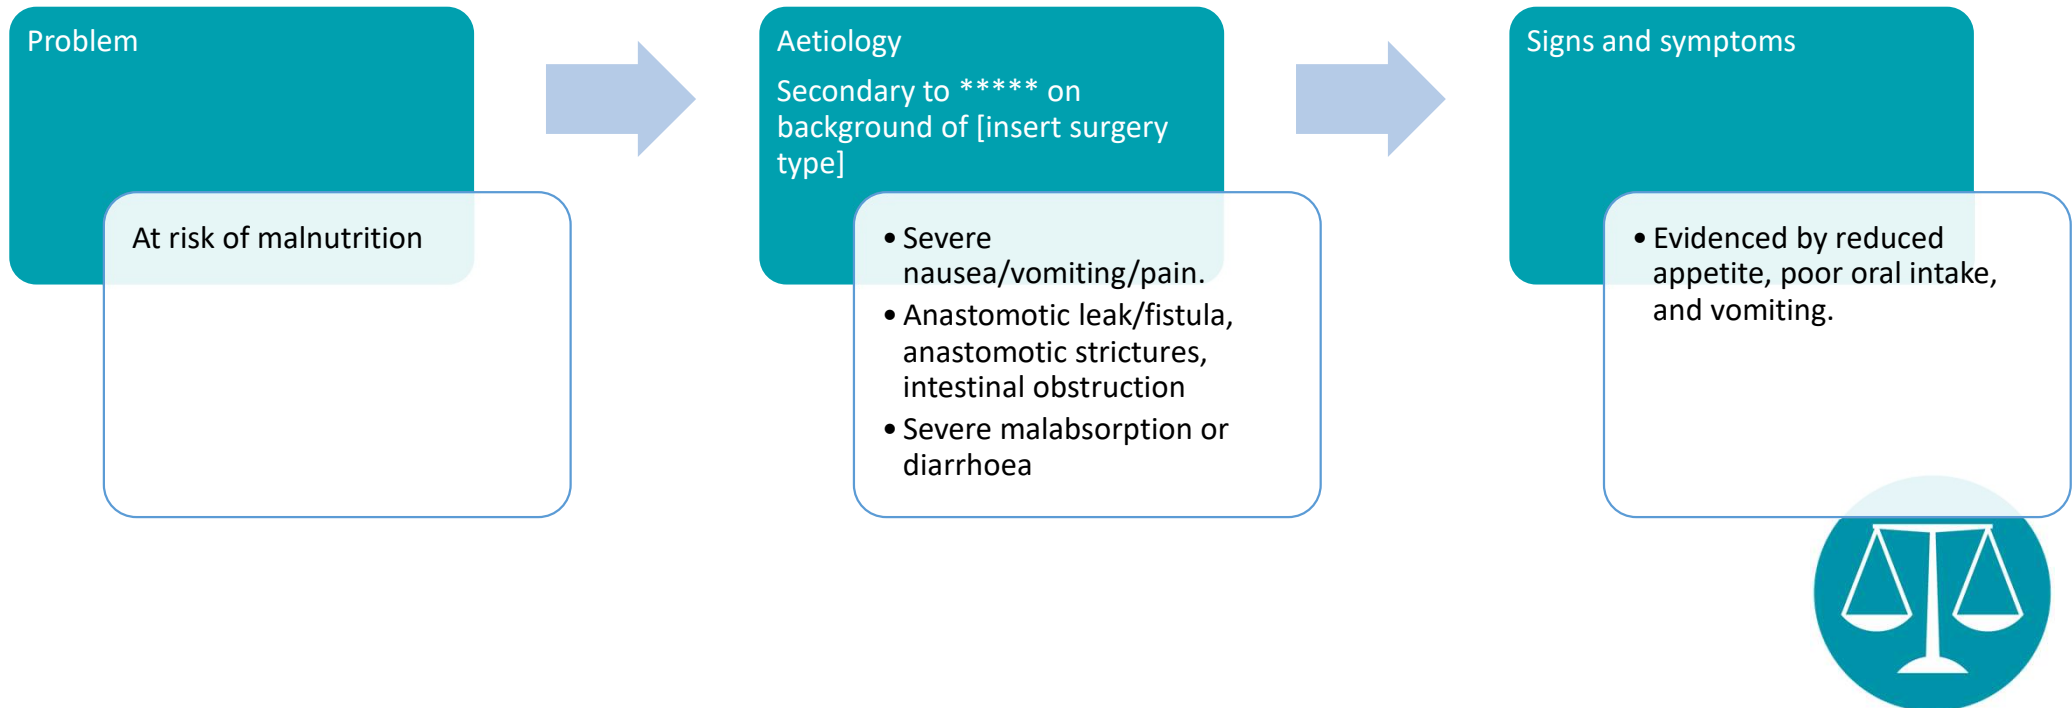 Problem
At risk of malnutrition
Aetiology
Secondary to ***** on
background of [insert surgery
type]
• Severe
nausea/vomiting/pain.
• Anastomotic leak/fistula,
anastomotic strictures,
intestinal obstruction
• Severe malabsorption or
diarrhoea
Signs and symptoms
• Evidenced by reduced
appetite, poor oral intake,
and vomiting.